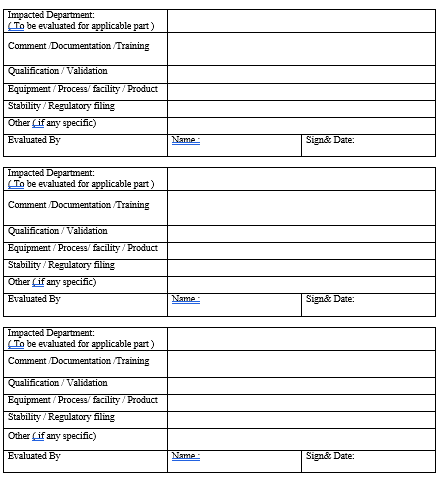 Impacted Department:
( To be evaluated for applicable part )
Comment /Documentation /Training
Qualification / Validation
Equipment / Process/ facility / Product
Stability / Regulatory filing
Other (.if any specific)
Evaluated By Name : Sign& Date:
Impacted Department:
( To be evaluated for applicable part )
Comment /Documentation /Training
Qualification / Validation
Equipment / Process/ facility / Product
Stability / Regulatory filing
Other (.if any specific)
Evaluated By Name : Sign& Date:
Impacted Department:
( To be evaluated for applicable part )
Comment /Documentation /Training
Qualification / Validation
Equipment / Process/ facility / Product
Stability / Regulatory filing
Other (.if any specific)
Evaluated By Name : Sign& Date: